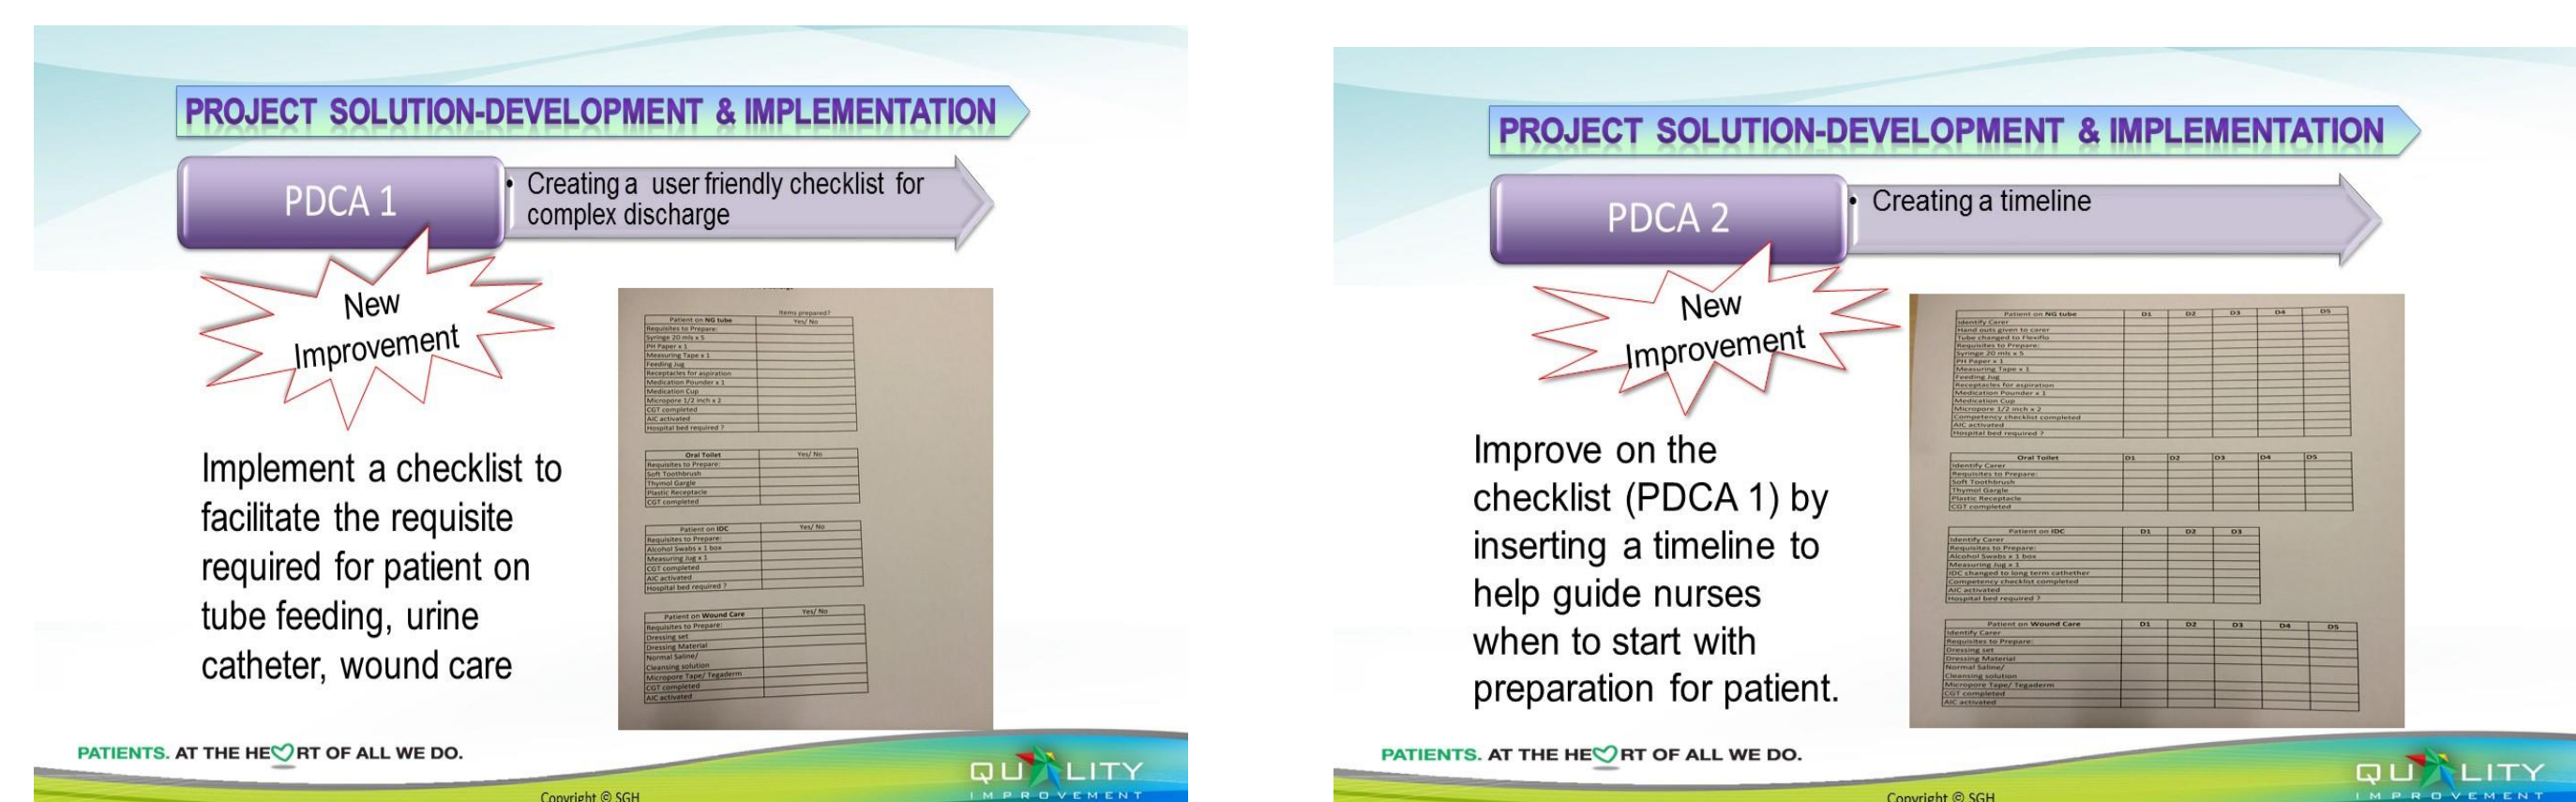 PROJECT SOLUTION-DEVELOPMENT & IMPLEMENTATION
PDCA 1
• Creating a user friendly checklist for
complex discharge
New
Improvement
Implement a checklist to
facilitate the requisite
required for patient on
tube feeding, urine
catheter, wound care
Items prepared?
Patient on NG tube Yes/ No
Requisites to Prepare:
Syringe 20 mls x 5
PH Paper x 1
Measuring Tape x 1
Feeding Jug
Receptacles for aspiration
Medication Pounder x 1
Medication Cup
Micropore 1/2 inch x 2
CGT completed
AIC activated
Hospital bed required ?
Oral Toilet Yes/ No
Requisites to Prepare:
Soft Toothbrush
Thymol Gargle
Plastic Receptacle
CGT completed
Patient on IDC Yes/ No
Requisites to Prepare:
Alcohol Swabs x 1 box
Measuring Jug x 1
CGT completed
AIC activated
Hospital bed required ?
Patient on Wound Care Yes/ No
Requisites to Prepare:
Dressing set
Dressing Material
Normal Saline/
Cleansing solution
Micropore Tape/ Tegaderm
CGT completed
AIC activated
PATIENTS. AT THE HEART OF ALL WE DO.
Copyright © SGH
QUALITY
IMPROVEMENT
PROJECT SOLUTION-DEVELOPMENT & IMPLEMENTATION
PDCA 2
• Creating a timeline
New
Improvement
Improve on the
checklist (PDCA 1) by
inserting a timeline to
help guide nurses
when to start with
preparation for patient.
Patient on NG tube D1 D2 D3 D4 D5
Identify Carer
Hand outs given to carer
Tube changed to Flexiflo
Requisites to Prepare:
Syringe 20 mls x 5
PH Paper x 1
Measuring Tape x 1
Feeding Jug
Receptacles for aspiration
Medication Pounder x 1
Medication Cup
Micropore 1/2 inch x 2
Competency checklist completed
AIC activated
Hospital bed required ?
Oral Toilet D1 D2 D3 D4 D5
Identify Carer
Requisites to Prepare:
Soft Toothbrush
Thymol Gargle
Plastic Receptacle
CGT completed
Patient on IDC D1 D2 D3
Identify Carer
Requisites to Prepare:
Alcohol Swabs x 1 box
Measuring Jug x 1
IDC changed to long term cathether
Competency checklist completed
AIC activated
Hospital bed required ?
Patient on Wound Care D1 D2 D3 D4 D5
Identify Carer
Requisites to Prepare:
Dressing set
Dressing Material
Normal Saline/
Cleansing solution
Micropore Tape/ Tegaderm
CGT completed
AIC activated
PATIENTS. AT THE HEART OF ALL WE DO.
Copyright © SGH
QUALITY
IMPROVEMENT